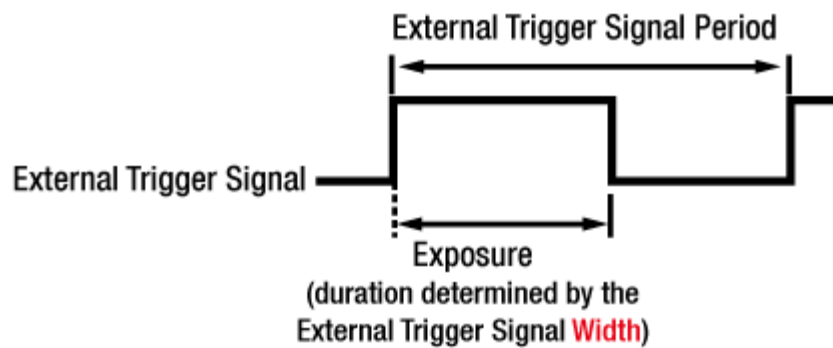 External Trigger Signal Period
External Trigger Signal
Exposure
(duration determined by the
External Trigger Signal Width)